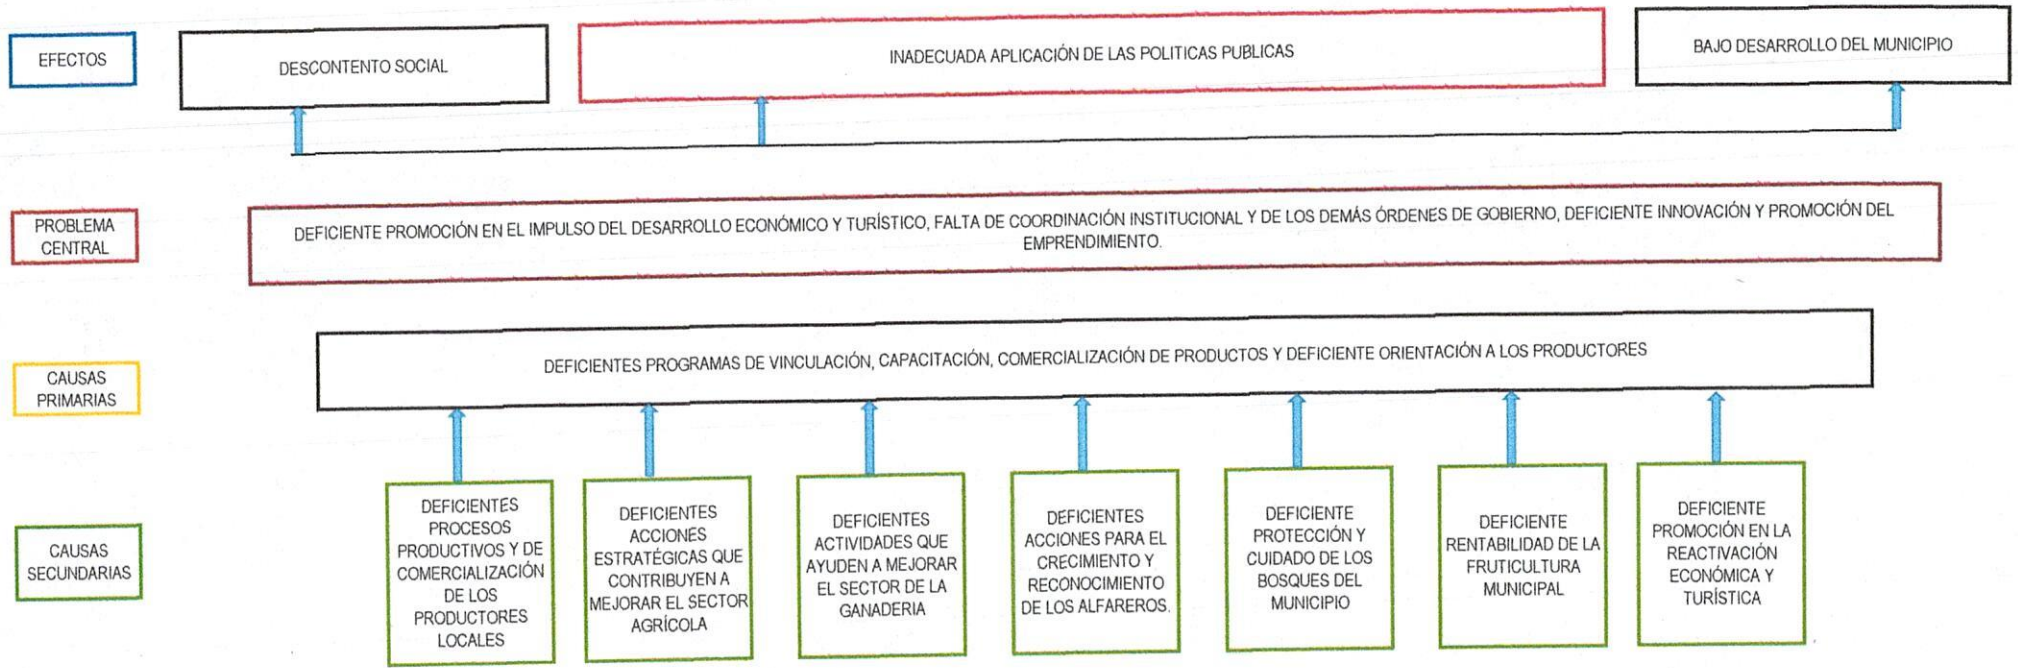 EFECTOS
DESCONTENTO SOCIAL
INADECUADA APLICACIÓN DE LAS POLITICAS PUBLICAS
BAJO DESARROLLO DEL MUNICIPIO
PROBLEMA
CENTRAL
DEFICIENTE PROMOCIÓN EN EL IMPULSO DEL DESARROLLO ECONÓMICO Y TURÍSTICO, FALTA DE COORDINACIÓN INSTITUCIONAL Y DE LOS DEMÁS ÓRDENES DE GOBIERNO, DEFICIENTE INNOVACIÓN Y PROMOCIÓN DEL
EMPRENDIMIENTO.
CAUSAS
PRIMARIAS
DEFICIENTES PROGRAMAS DE VINCULACIÓN, CAPACITACIÓN, COMERCIALIZACIÓN DE PRODUCTOS Y DEFICIENTE ORIENTACIÓN A LOS PRODUCTORES
CAUSAS
SECUNDARIAS
DEFICIENTES
PROCESOS
PRODUCTIVOS Y DE
COMERCIALIZACIÓN
DE LOS
PRODUCTORES
LOCALES
DEFICIENTES
ACCIONES
ESTRATÉGICAS QUE
CONTRIBUYEN A
MEJORAR EL SECTOR
AGRÍCOLA
DEFICIENTES
ACTIVIDADES QUE
AYUDEN A MEJORAR
EL SECTOR DE LA
GANADERIA
DEFICIENTES
ACCIONES PARA EL
CRECIMIENTO Y
RECONOCIMIENTO
DE LOS ALFAREROS.
DEFICIENTE
PROTECCIÓN Y
CUIDADO DE LOS
BOSQUES DEL
MUNICIPIO
DEFICIENTE
RENTABILIDAD DE LA
FRUTICULTURA
MUNICIPAL
DEFICIENTE
PROMOCIÓN EN LA
REACTIVACIÓN
ECONÓMICA Y
TURÍSTICA